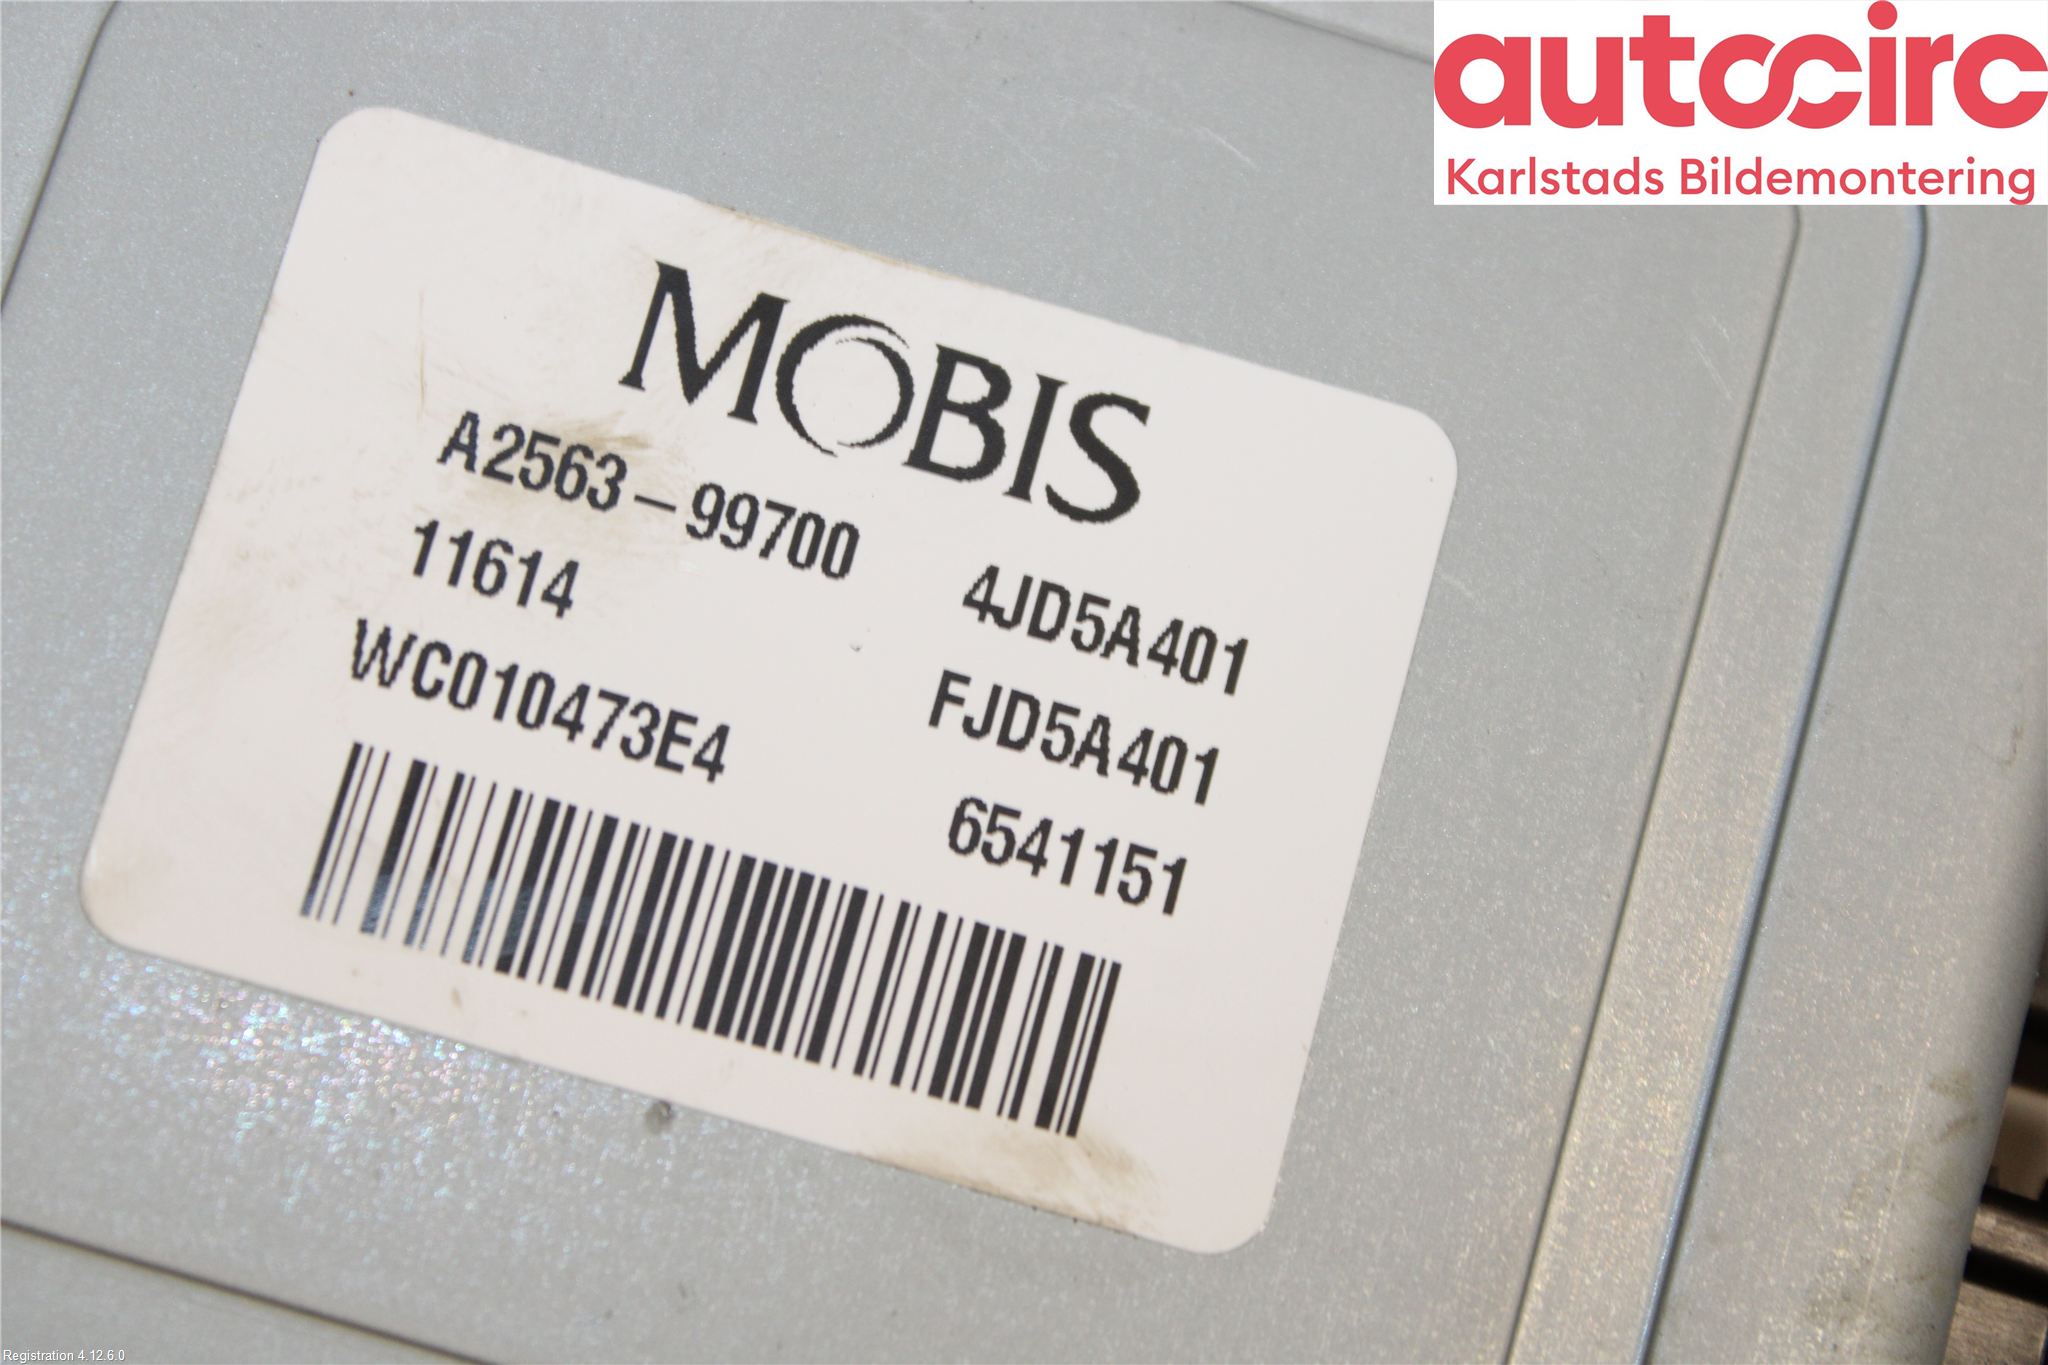 autocirc
Karlstads Bildemontering
MOBIS
A2563-99700
4JD5A401
11614
FJD5A401
WC010473E4
6541151
Registration 4.12.6.0